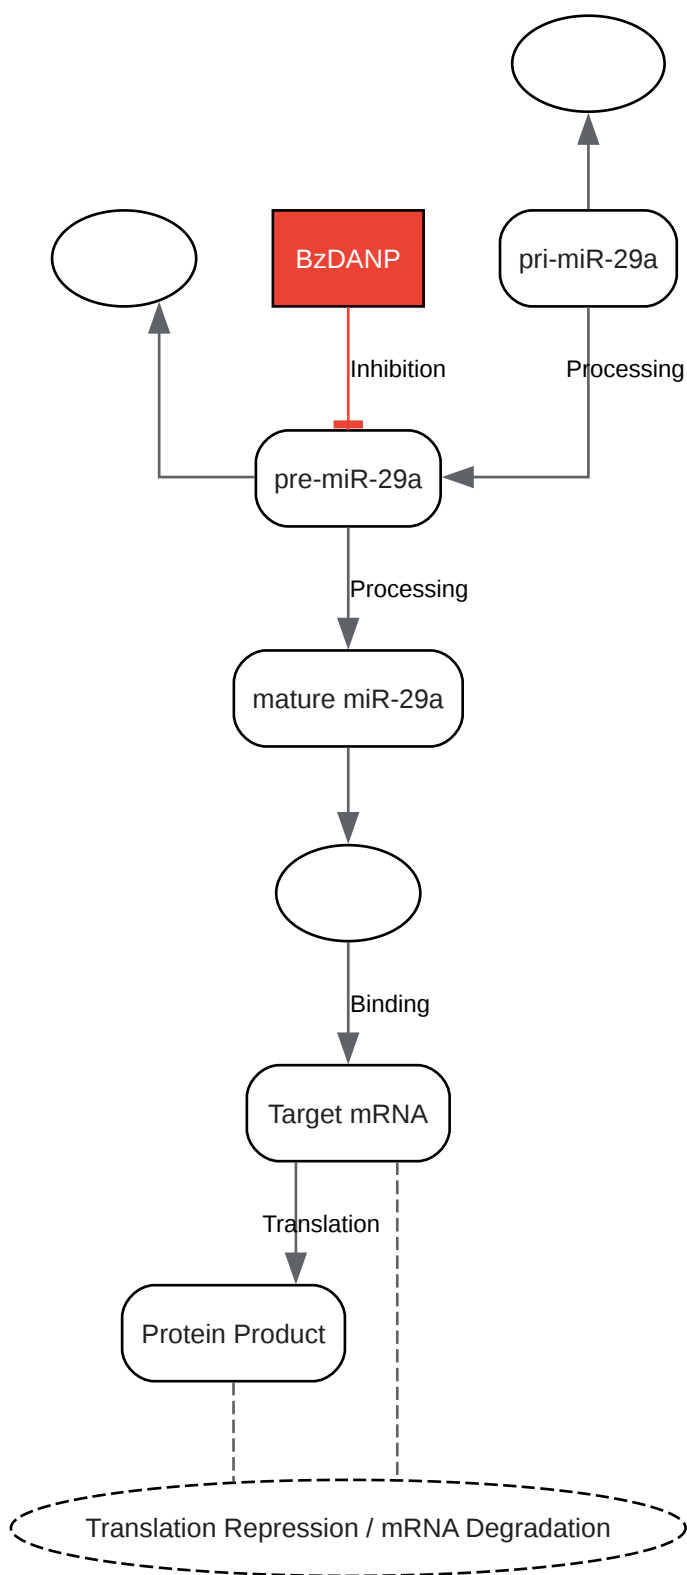 BzDANP
pri-miR-29a
Inhibition
Processing
pre-miR-29a
Processing
mature miR-29a
Binding
Target mRNA
Translation
Protein Product
Translation Repression / mRNA Degradation